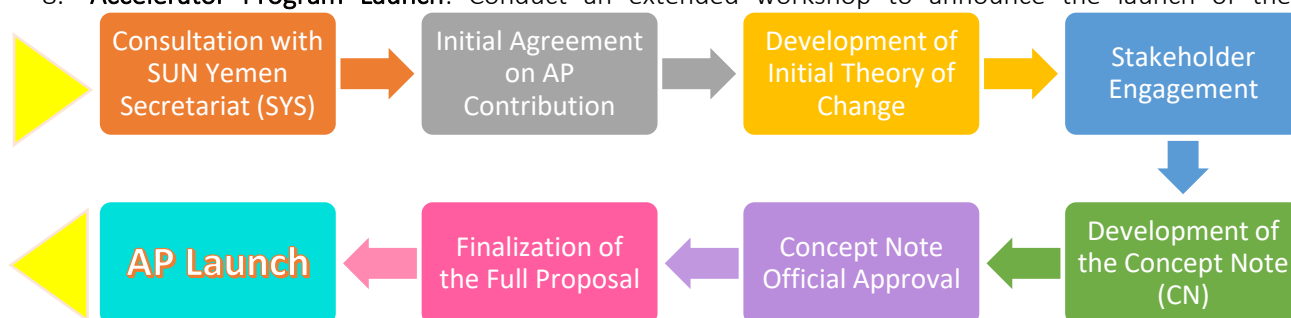 8. Accelerator Program Launch: Conduct an extended workshop to announce the launch of the
Consultation with
SUN Yemen
Secretariat (SYS)
Initial Agreement
on AP
Contribution
Development of
Initial Theory of
Change
Stakeholder
Engagement
Development of
the Concept Note
(CN)
Concept Note
Official Approval
Finalization of
the Full Proposal
AP Launch